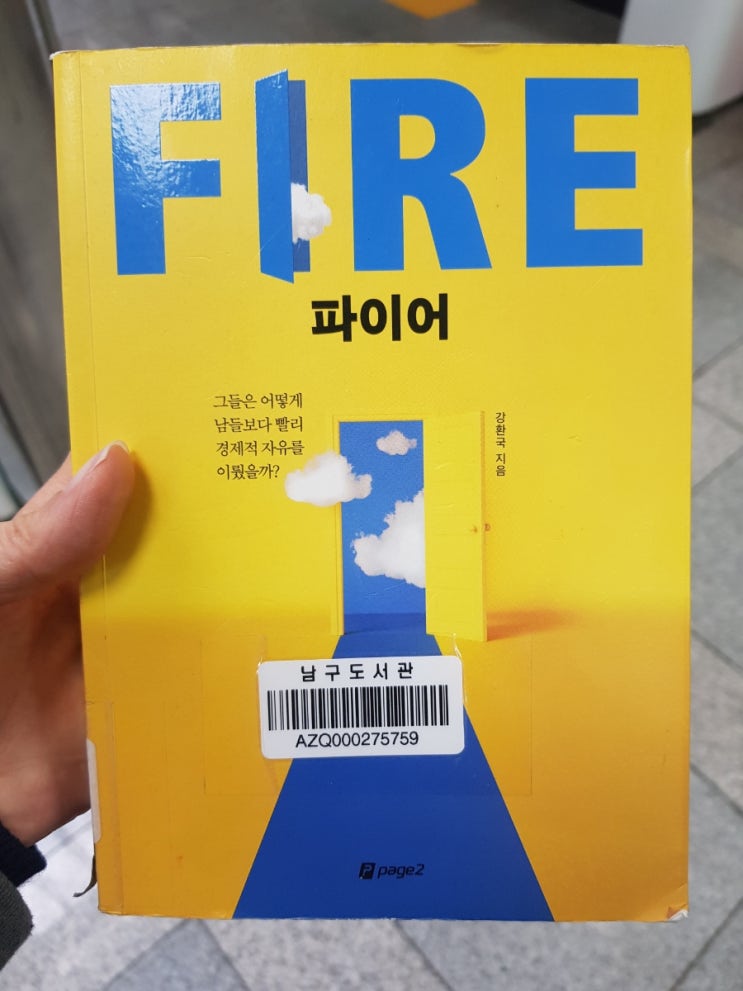 FIRE
파이어
그들은 어떻게
남들보다 빨리
경제적 자유를
이뤘을까?
강환국 지음
남구도서관
AZQ000275759
page2